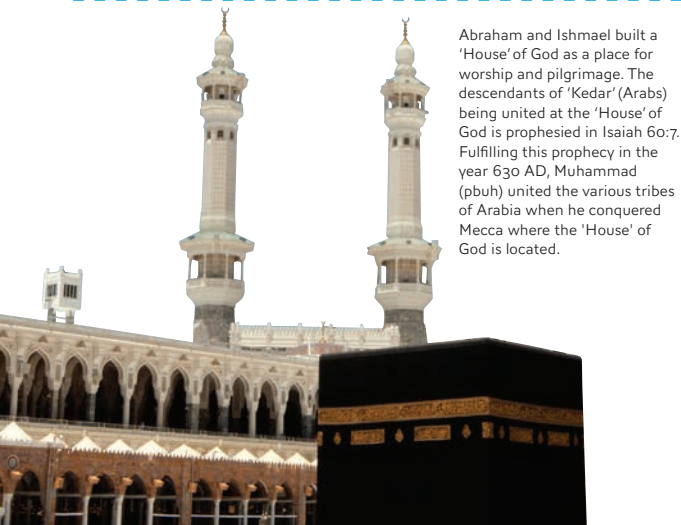 Abraham and Ishmael built a
‘House’ of God as a place for
worship and pilgrimage. The
descendants of ‘Kedar’ (Arabs)
being united at the ‘House’ of
God is prophesied in Isaiah 60:7.
Fulfilling this prophecy in the
year 630 AD, Muhammad
(pbuh) united the various tribes
of Arabia when he conquered
Mecca where the 'House' of
God is located.